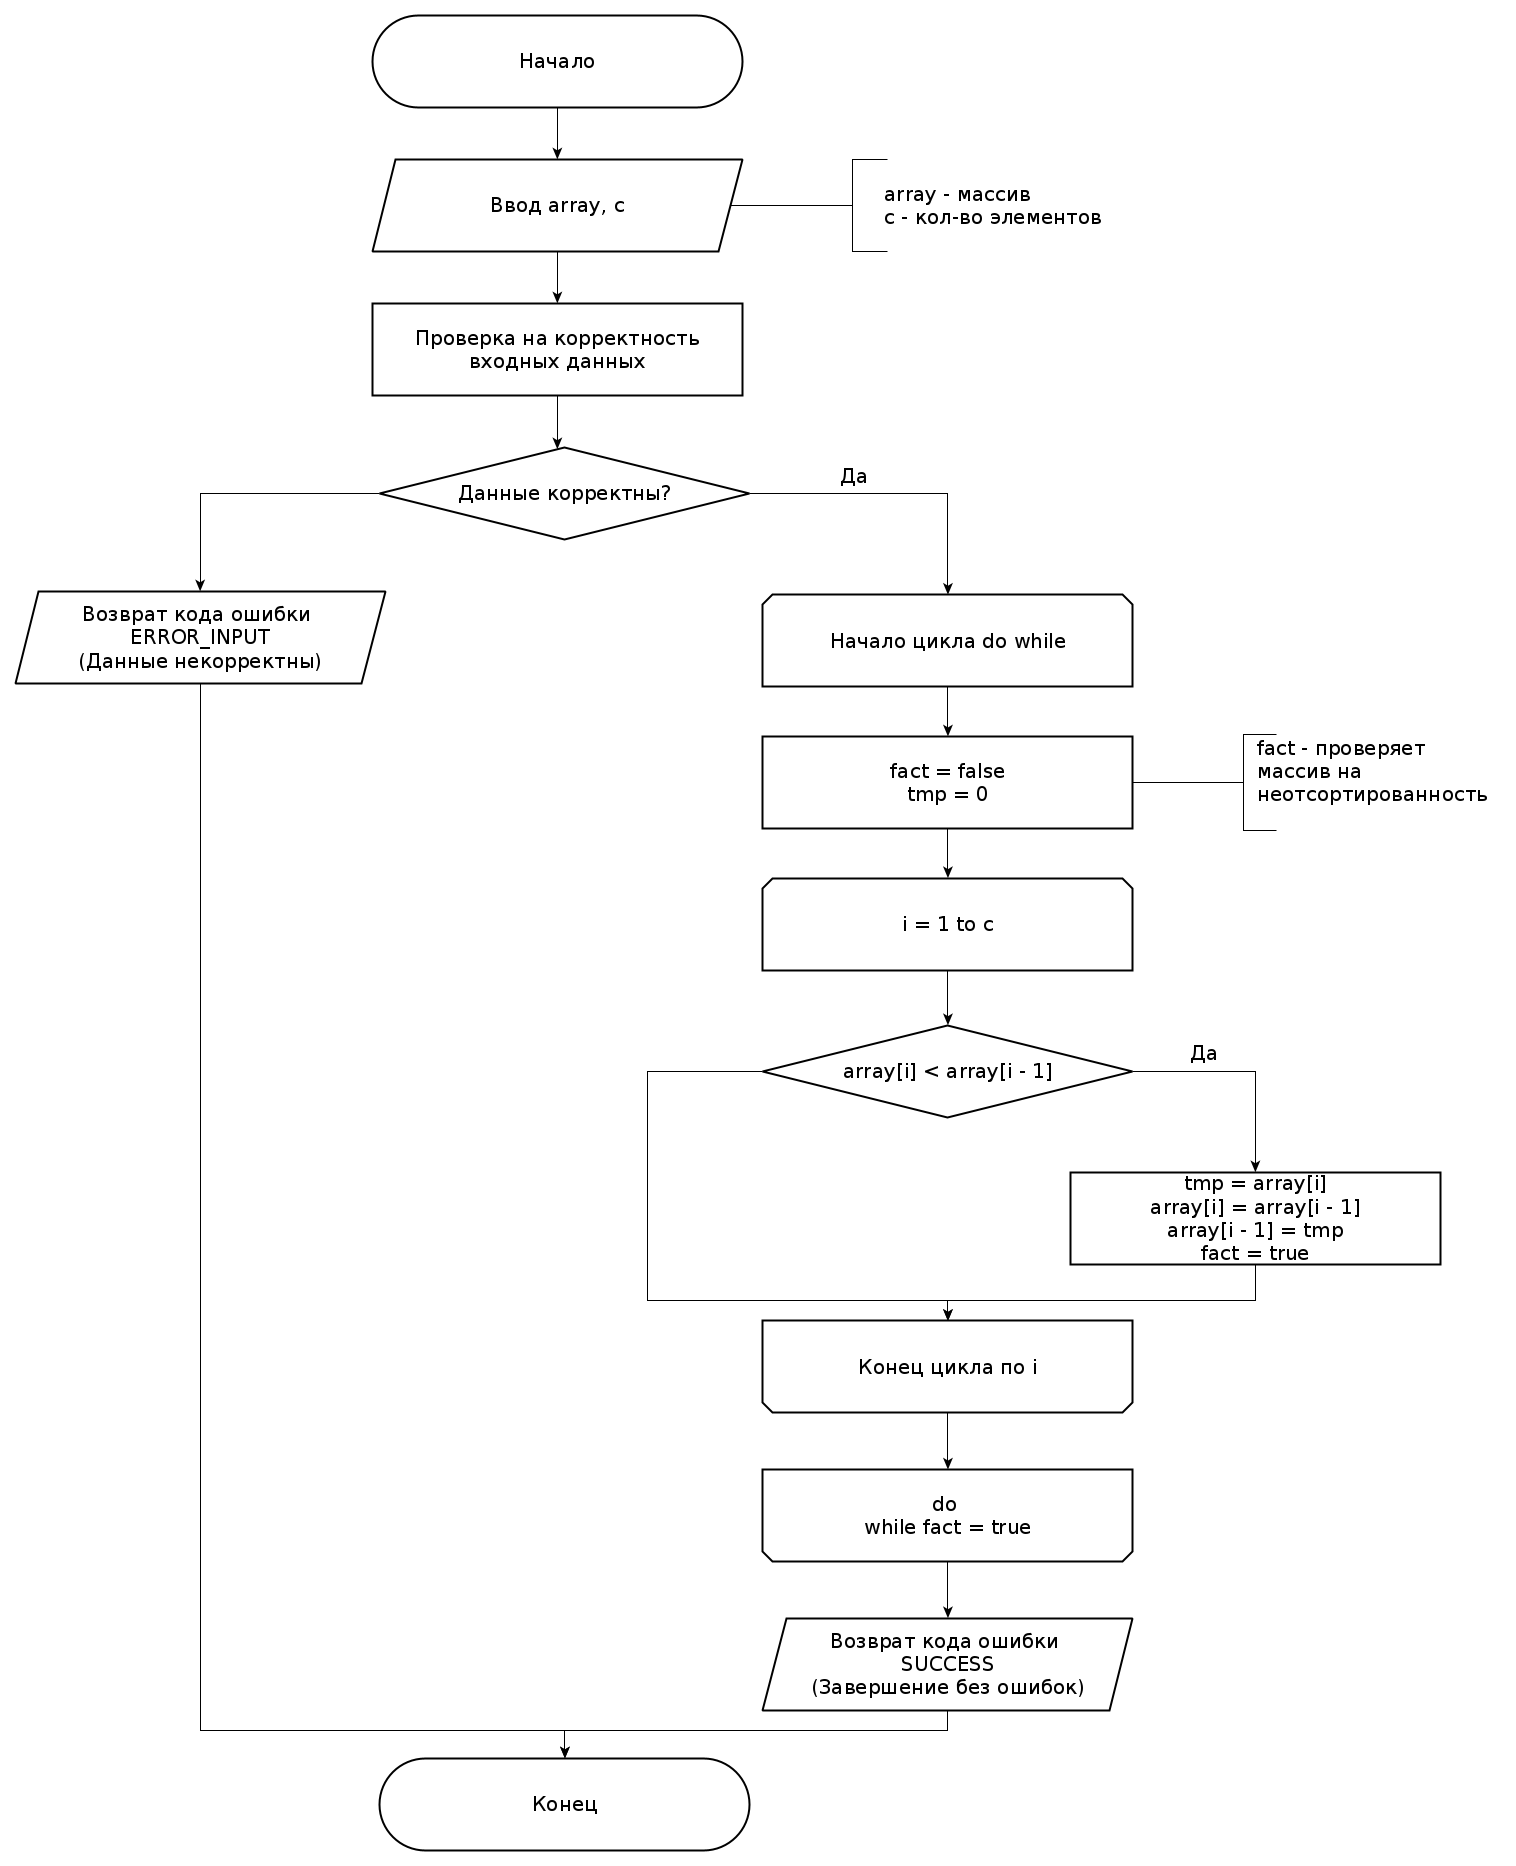 Начало
Ввод array, c
array - массив
c - кол-во элементов
Проверка на корректность
входных данных
Данные корректны?
Да
Возврат кода ошибки
ERROR_INPUT
(Данные некорректны)
Начало цикла do while
fact = false
tmp = 0
fact - проверяет
массив на
неотсортированность
i = 1 to c
array[i] < array[i - 1]
Да
tmp = array[i]
array[i] = array[i - 1]
array[i - 1] = tmp
fact = true
Конец цикла по i
do
while fact = true
Возврат кода ошибки
SUCCESS
(Завершение без ошибок)
Конец